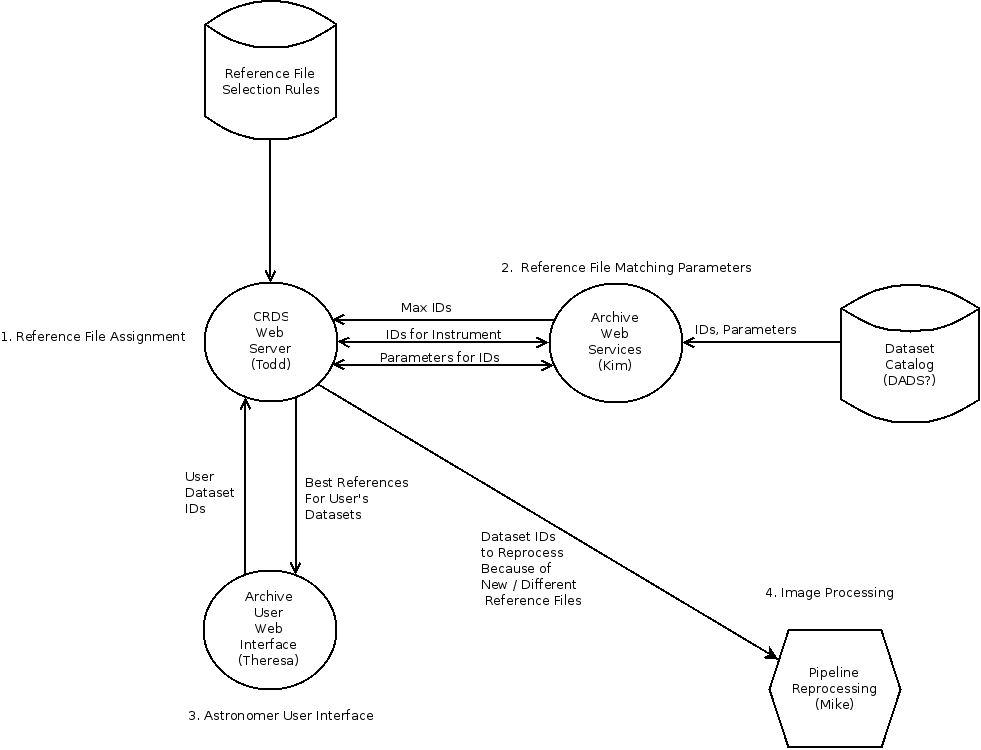 Reference File
Selection Rules
2.  Reference File Matching Parameters
1. Reference File Assignment
CRDS
Web
Server
(Todd)
Max IDs
IDs for Instrument
Parameters for IDs
Archive
Web
Services
(Kim)
IDs, Parameters
Dataset
Catalog
(DADS?)
User
Dataset
IDs
Best References
For User's
Datasets
Dataset IDs
to Reprocess
Because of
New / Different
Reference Files
Archive
User
Web
Interface
(Theresa)
3. Astronomer User Interface
4. Image Processing
Pipeline
Reprocessing
(Mike)